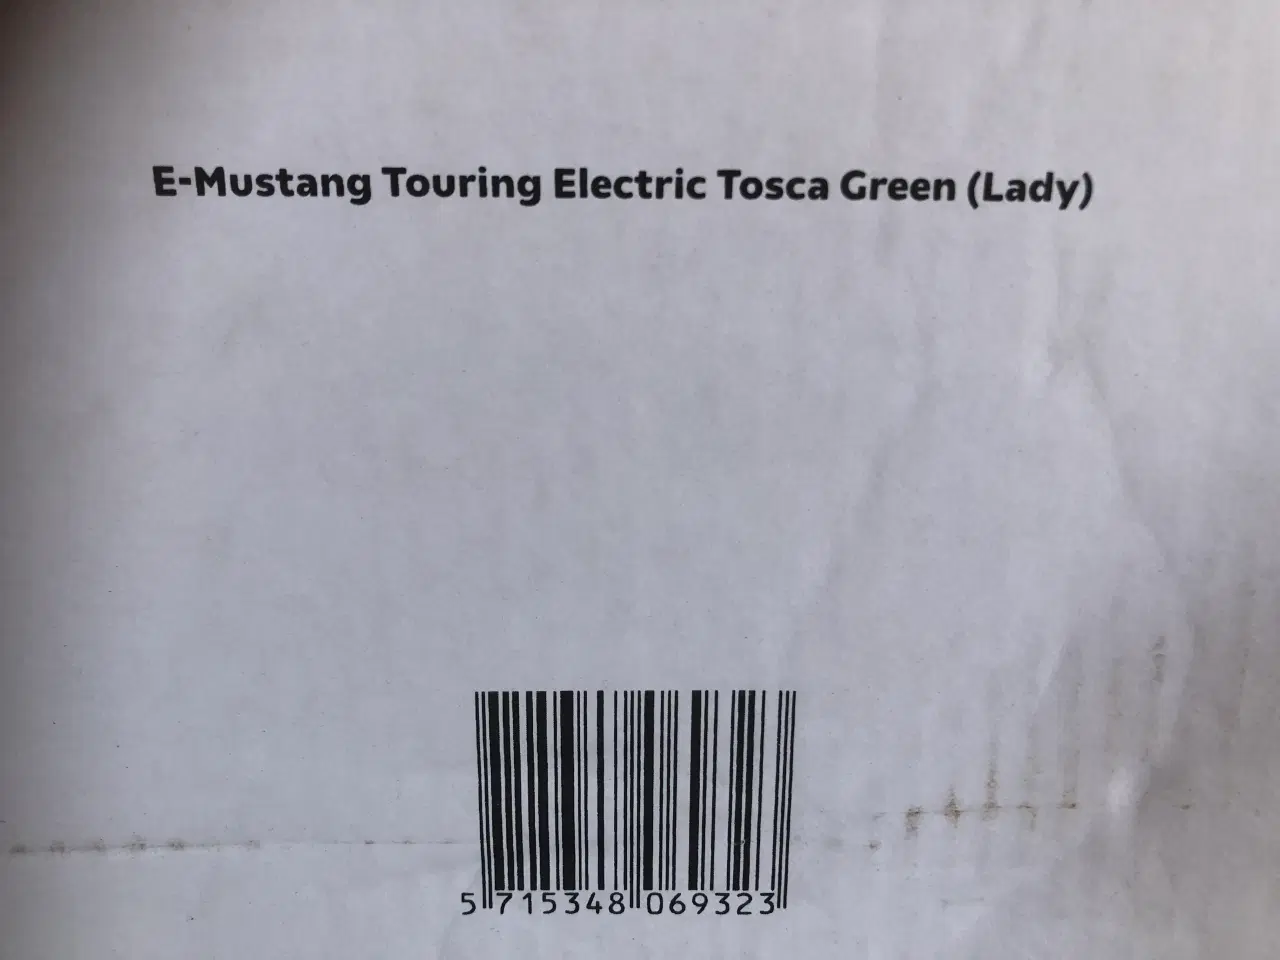 E-Mustang Touring Electric Tosca Green (Lady)
5 715348 069323